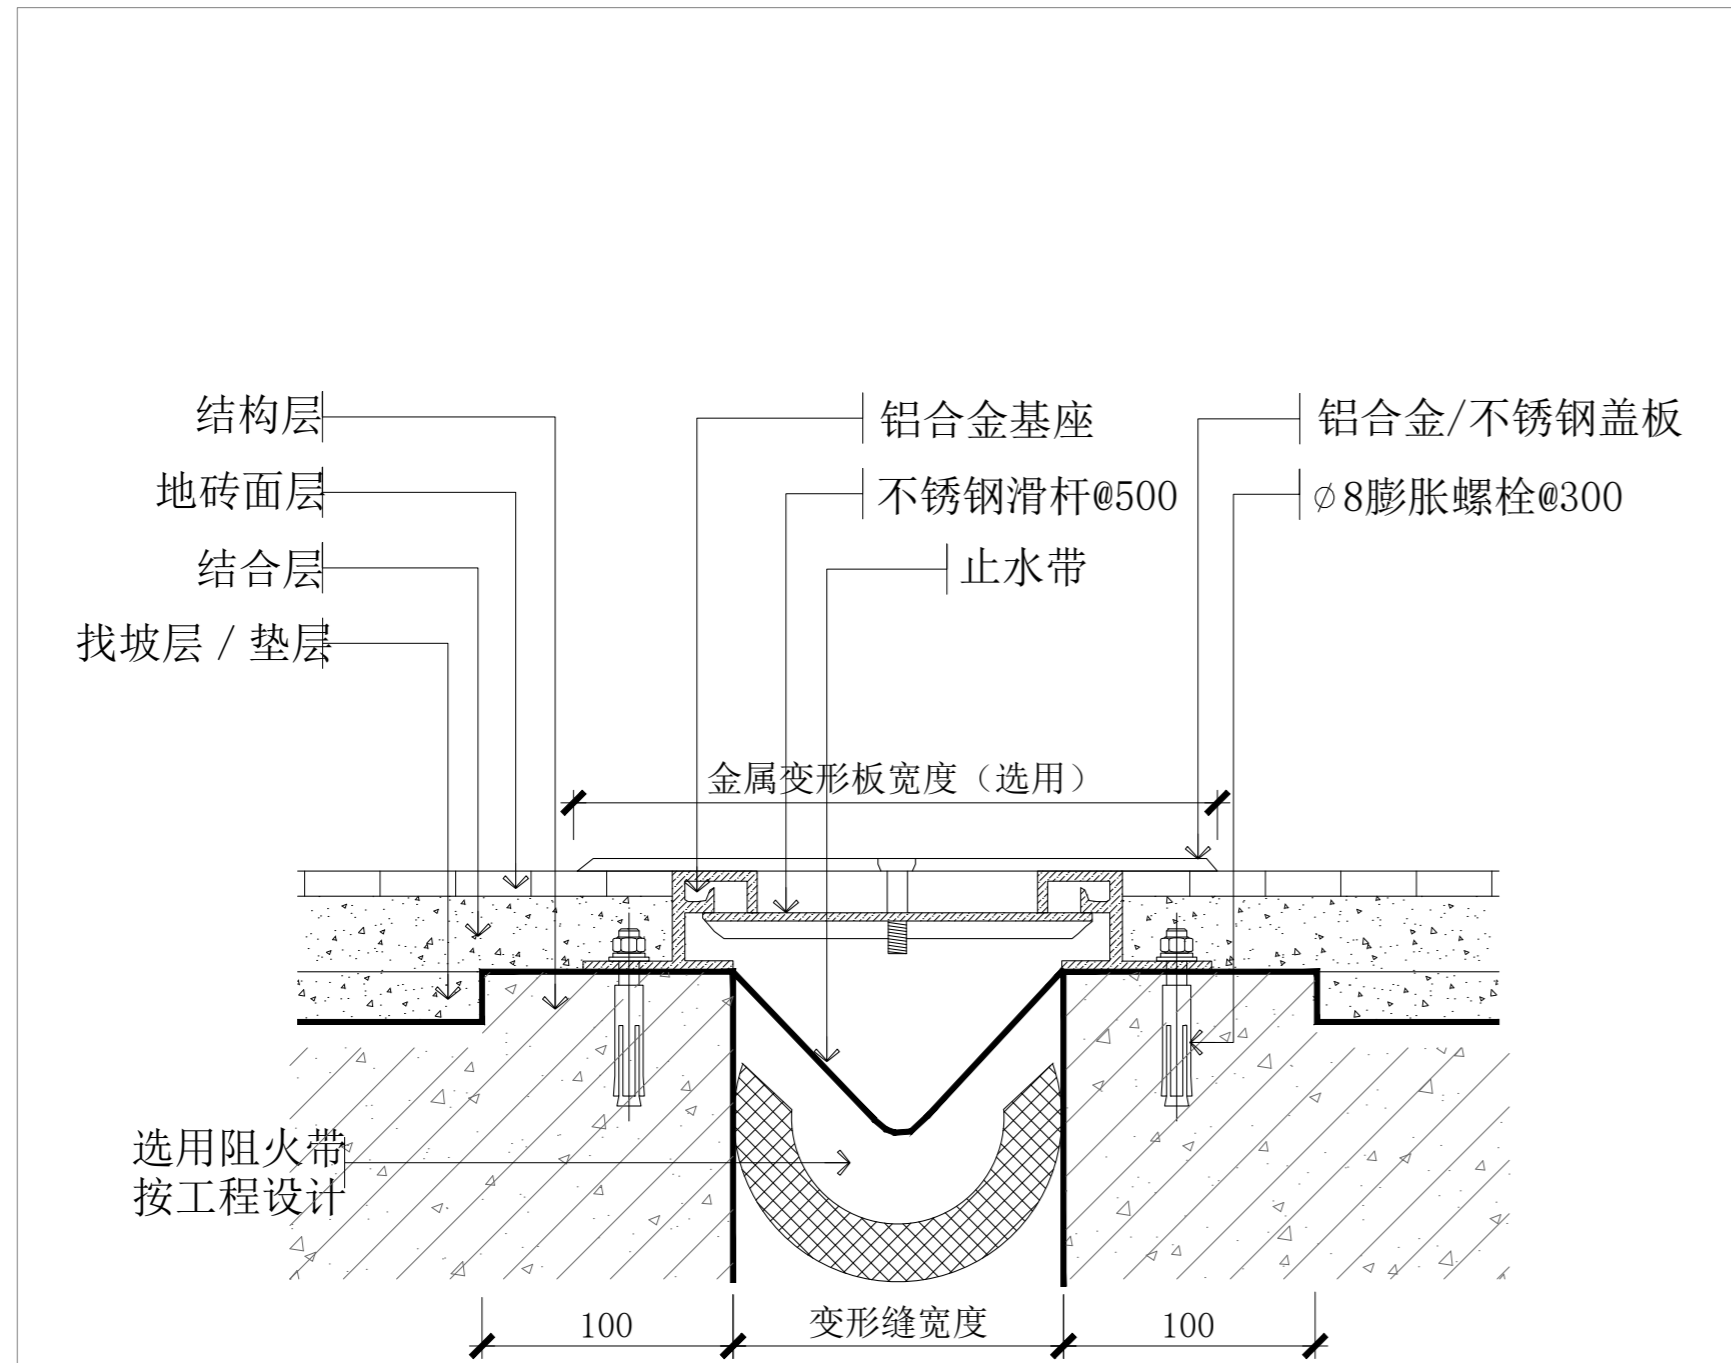 结构层
铝合金基座
铝合金/不锈钢盖板
地砖面层
不锈钢滑杆@500
∅8膨胀螺栓@300
结合层
止水带
找坡层/垫层
金属变形板宽度（选用）
选用阻火带
按工程设计
100
变形缝宽度
100